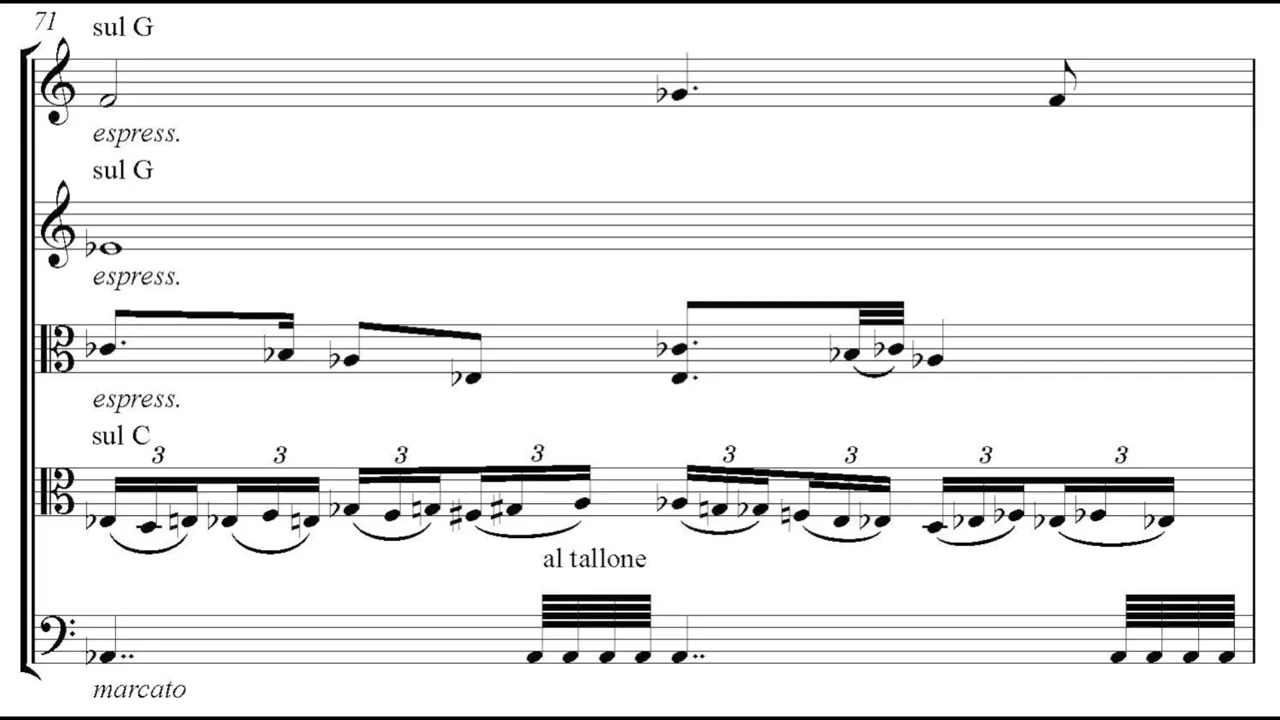 71
sul G
espress.
sul G
espress.
espress.
sul C
3 3 3 3 3 3 3 3
al tallone
marcato